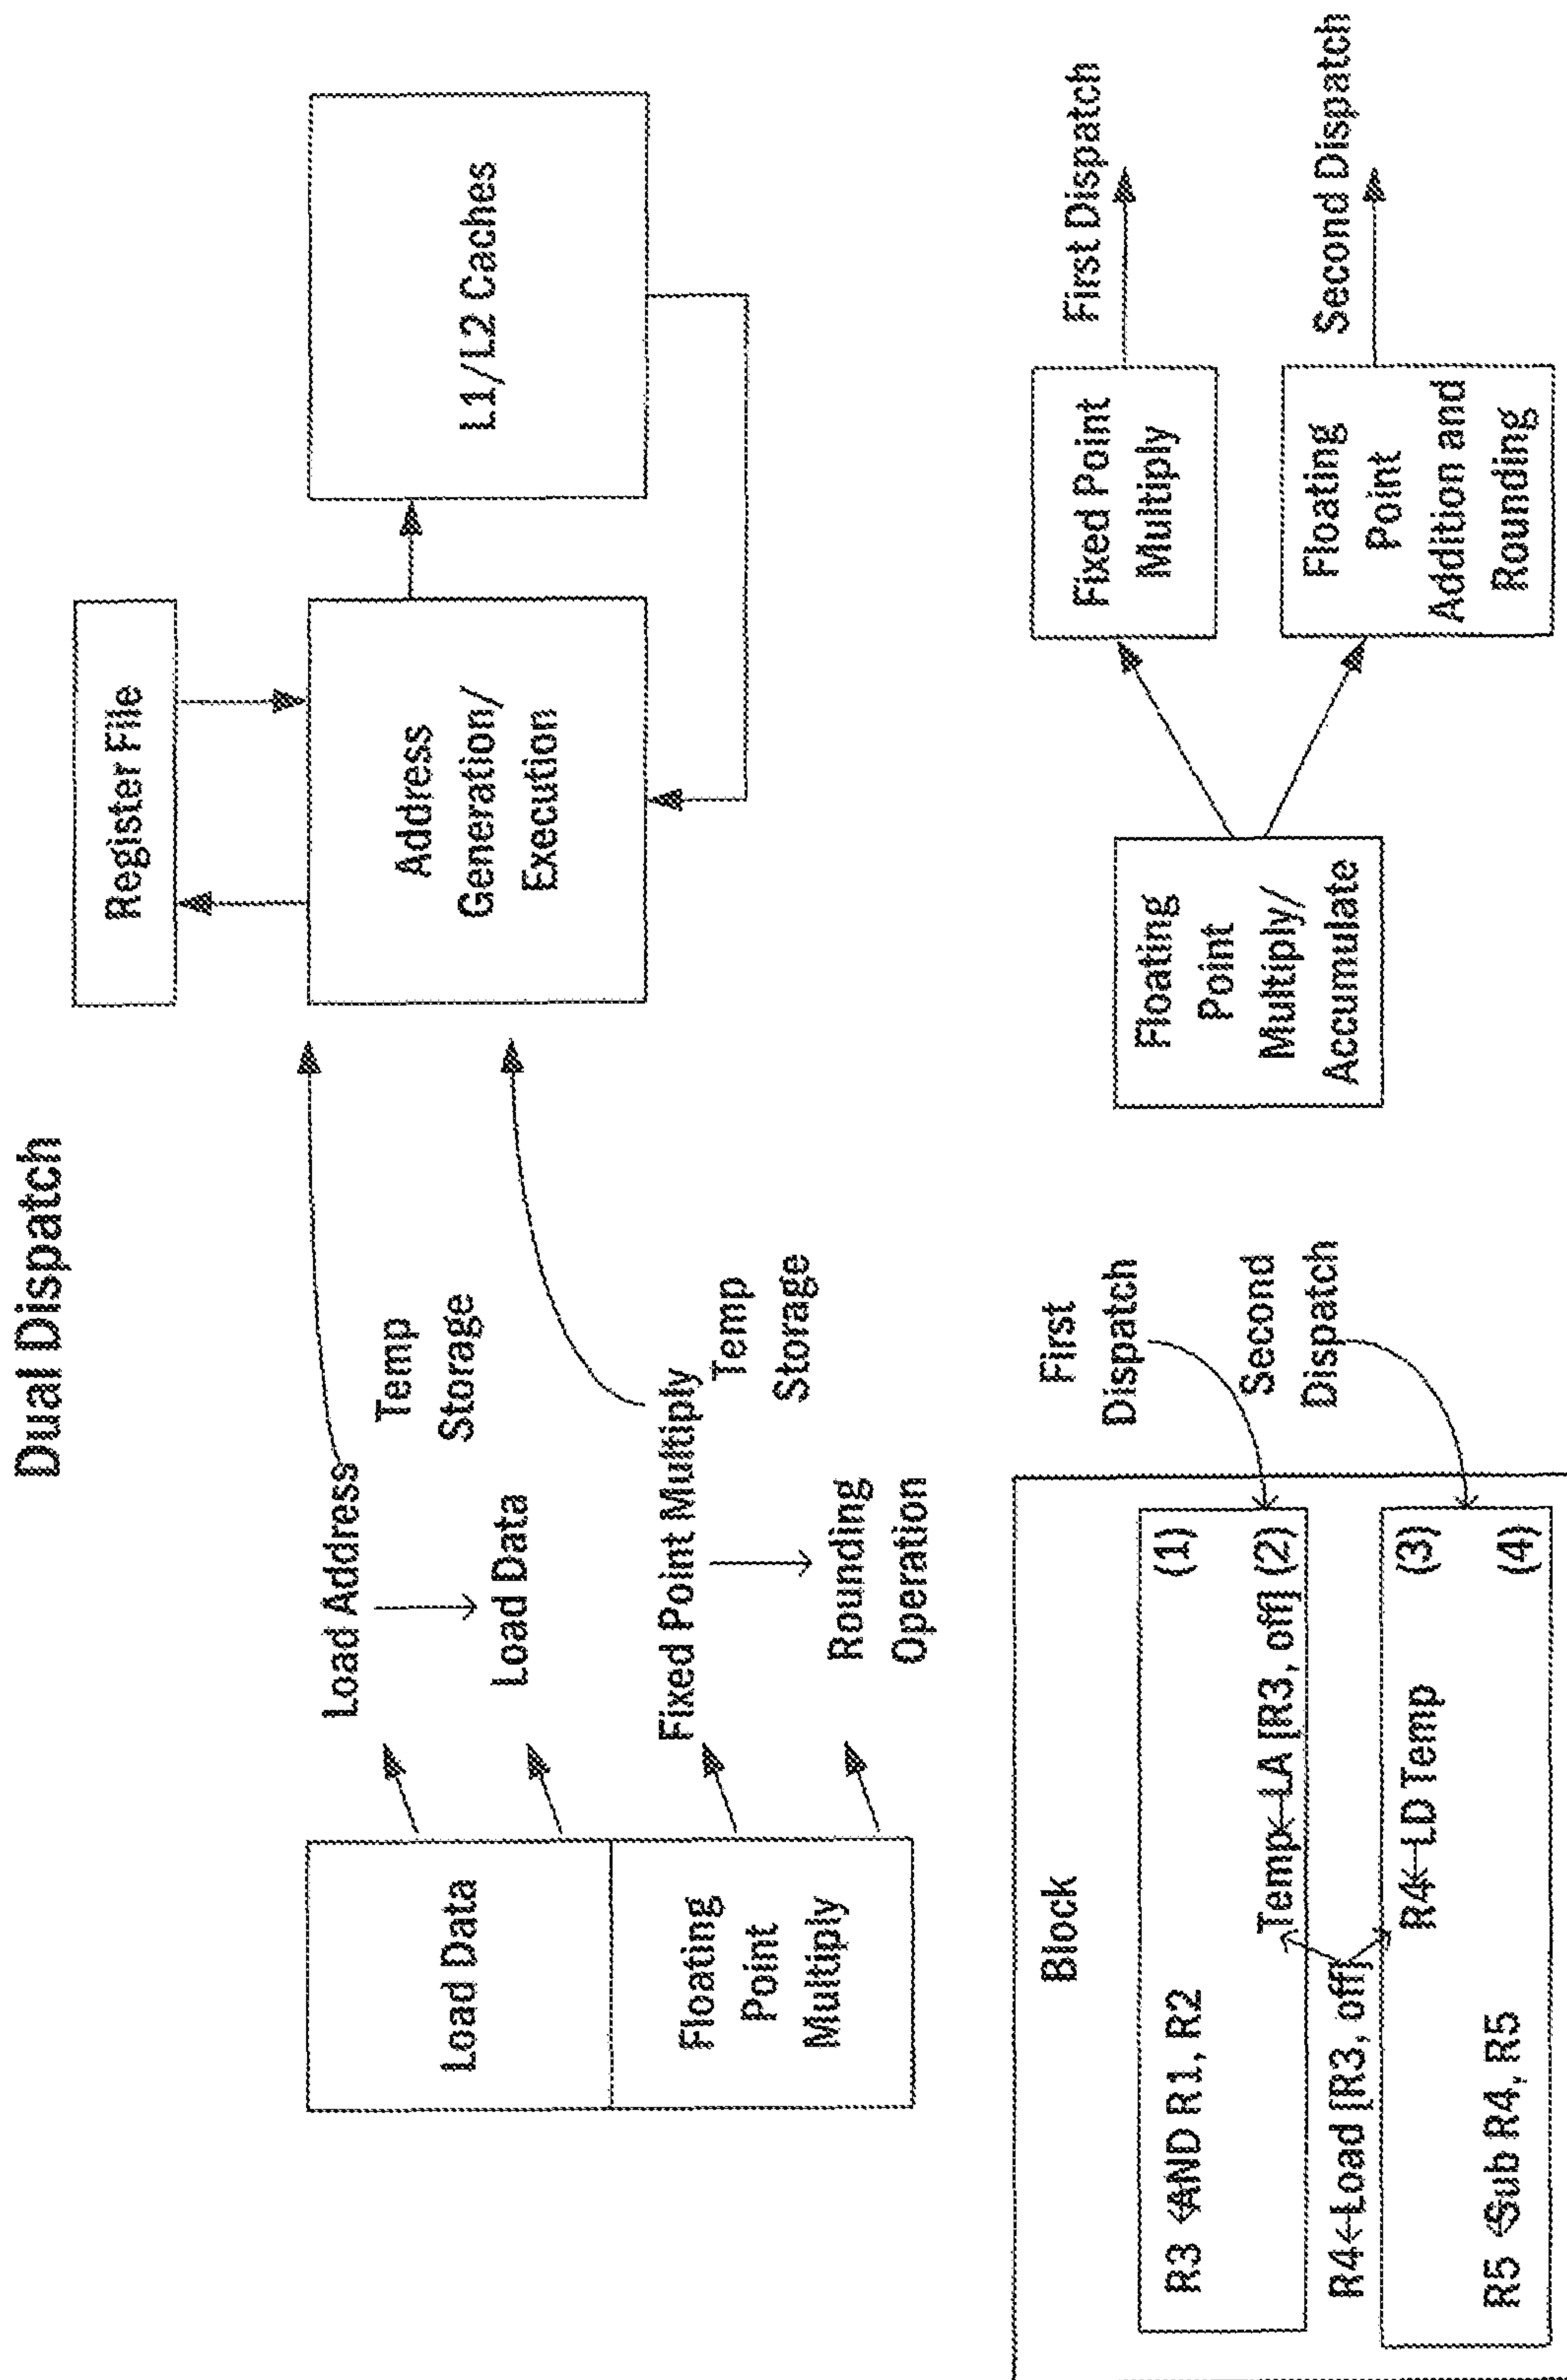 Dual Dispatch
Load Data
Floating
Point
Multiply
Load Address
Temp
Storage
Load Data
Fixed Point Multiply
Temp
Storage
Rounding
Operation
Register File
Address
Generation/
Execution
L1/L2 Caches
Block
R3 ← AND R1, R2 (1)
Temp ← LA [R3, off] (2)
R4 ← Load [R3, off]
R4 ← LD Temp (3)
R5 ← Sub R4, R5 (4)
First
Dispatch
Second
Dispatch
Floating
Point
Multiply/
Accumulate
Fixed Point
Multiply
Floating
Point
Addition and
Rounding
First Dispatch
Second Dispatch